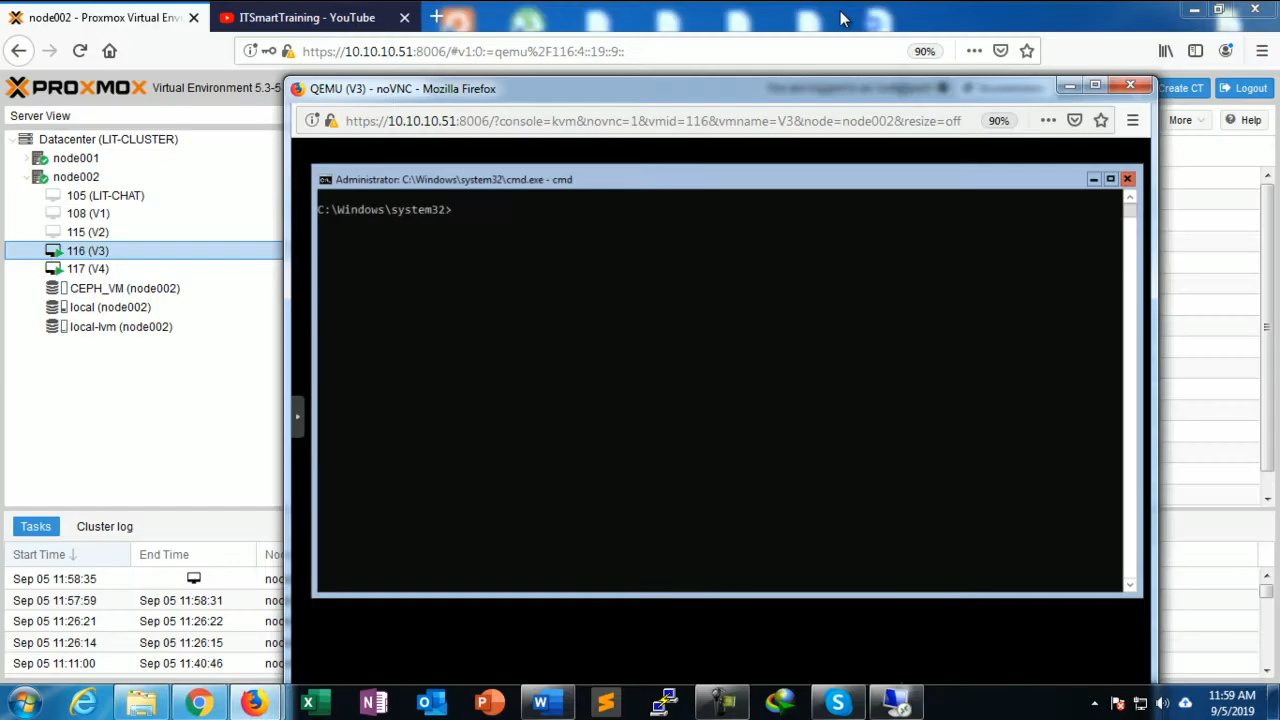 node002 - Proxmox Virtual Env
ITSmartTraining - YouTube
https://10.10.10.51:8006/#v1:0:=qemu%2F116:4::19::9::
90%
PROXMOX Virtual Environment 5.3-5
Create CT
Logout
Server View
More
Help
Datacenter (LIT-CLUSTER)
node001
node002
105 (LIT-CHAT)
108 (V1)
115 (V2)
116 (V3)
117 (V4)
CEPH_VM (node002)
local (node002)
local-lvm (node002)
QEMU (V3) - noVNC - Mozilla Firefox
https://10.10.10.51:8006/?console=kvm&novnc=1&vmid=116&vmname=V3&node=node002&resize=off
90%
Administrator: C:\Windows\system32\cmd.exe - cmd
C:\Windows\system32>
Tasks
Cluster log
Start Time
End Time
Noc
Sep 05 11:58:35
noc
Sep 05 11:57:59
Sep 05 11:58:31
noc
Sep 05 11:26:21
Sep 05 11:26:22
noc
Sep 05 11:26:14
Sep 05 11:26:15
noc
Sep 05 11:11:00
Sep 05 11:40:46
noc
11:59 AM
9/5/2019